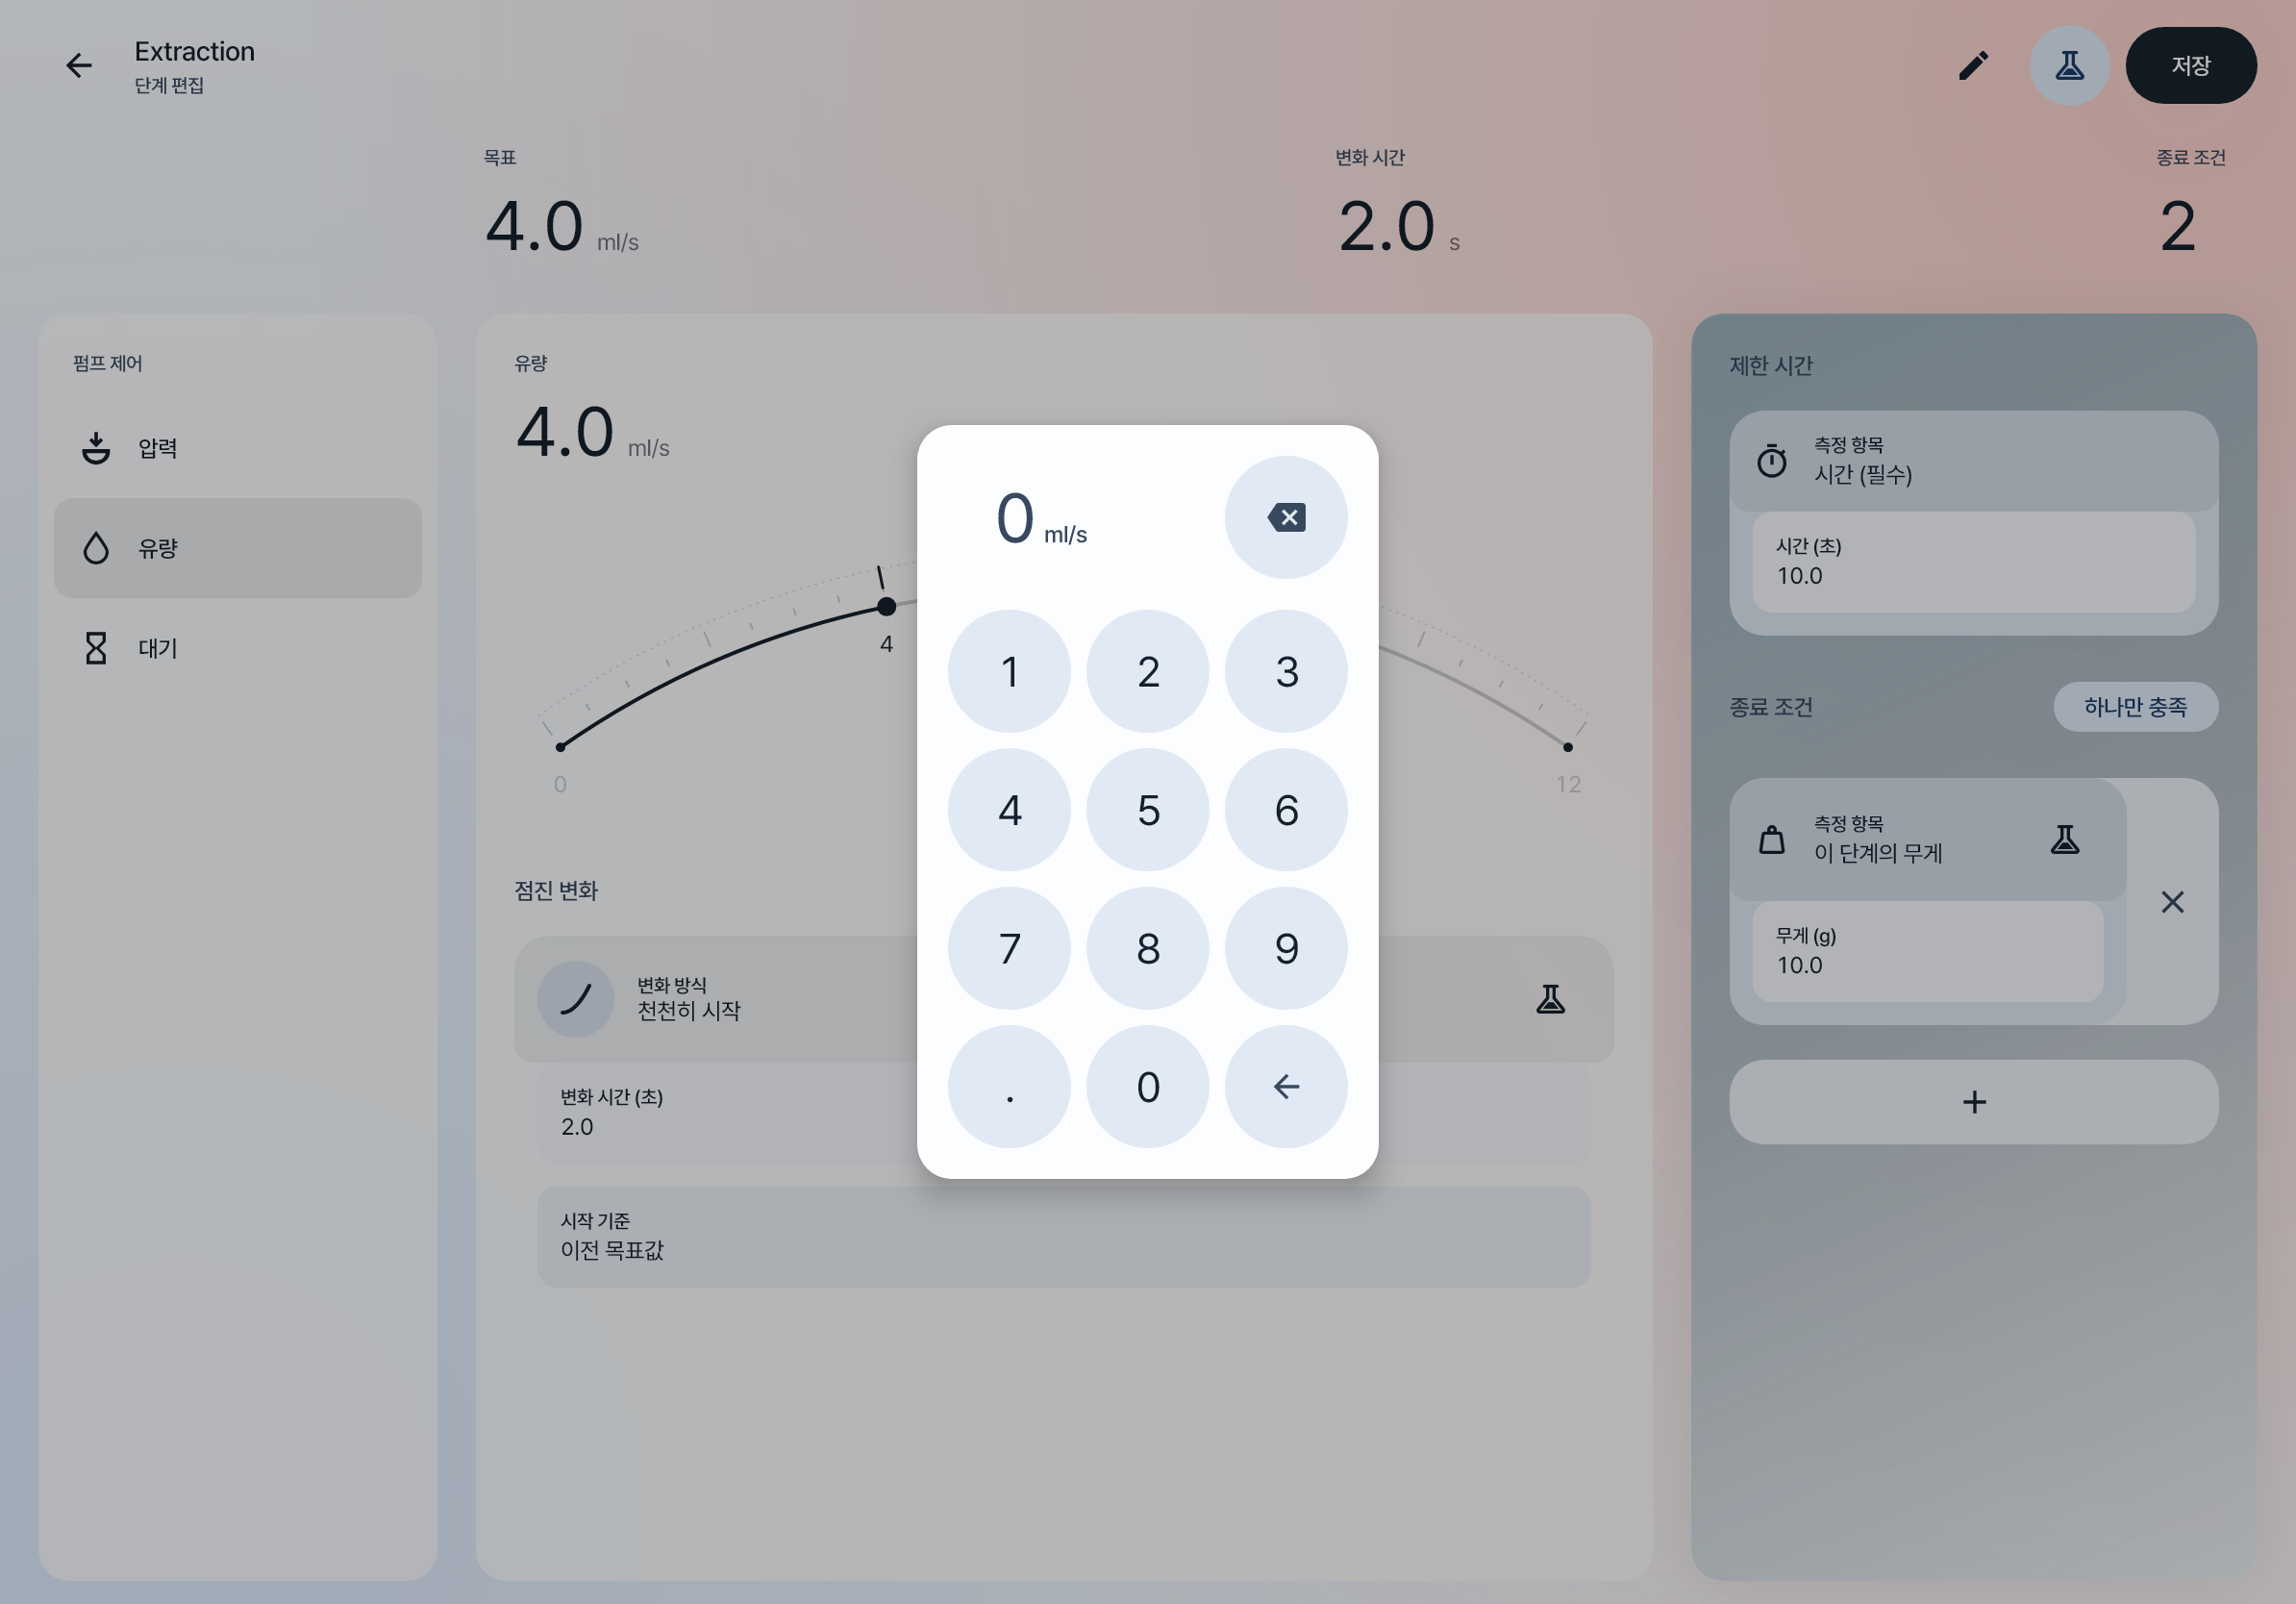 Extraction
단계 편집
저장
목표
4.0 ml/s
변화 시간
2.0 s
종료 조건
2
펌프 제어
압력
유량
대기
유량
4.0 ml/s
4
0
12
점진 변화
변화 방식
천천히 시작
변화 시간 (초)
2.0
시작 기준
이전 목표값
0 ml/s
1 2 3
4 5 6
7 8 9
. 0
제한 시간
측정 항목
시간 (필수)
시간 (초)
10.0
종료 조건
하나만 충족
측정 항목
이 단계의 무게
무게 (g)
10.0